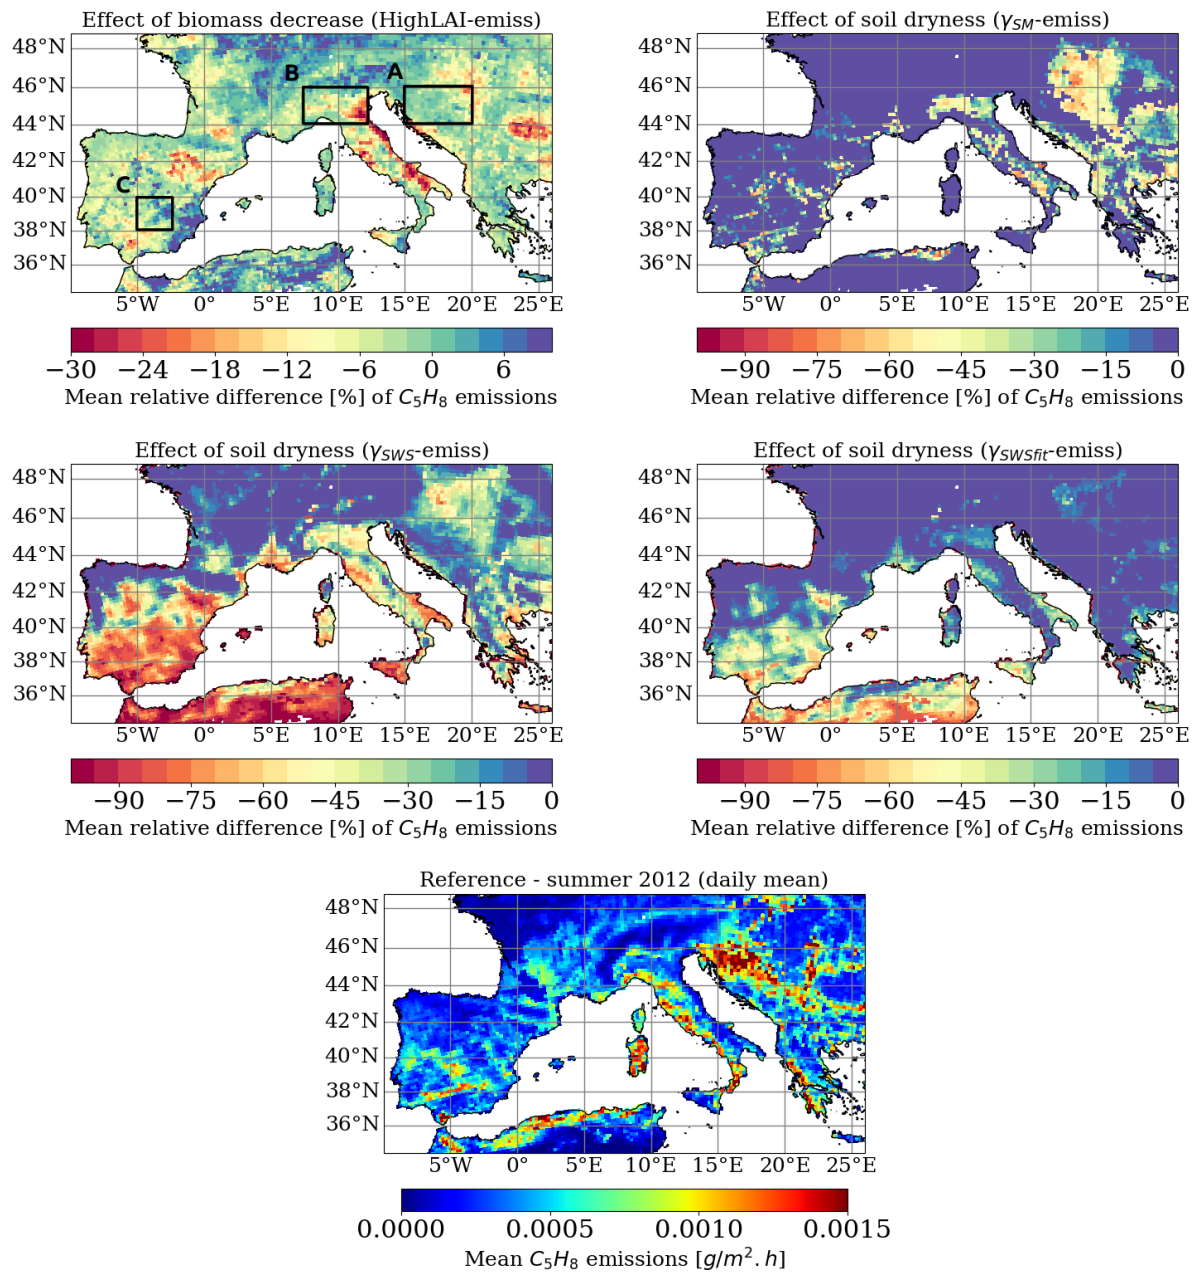 Effect of biomass decrease (HighLAI-emiss)
48°N
46°N
44°N
42°N
40°N
38°N
36°N
B
A
C
5°W 0° 5°E 10°E 15°E 20°E 25°E
−30 −24 −18 −12 −6 0 6
Mean relative difference [%] of C₅H₈ emissions
Effect of soil dryness (γSM-emiss)
48°N
46°N
44°N
42°N
40°N
38°N
36°N
5°W 0° 5°E 10°E 15°E 20°E 25°E
−90 −75 −60 −45 −30 −15 0
Mean relative difference [%] of C₅H₈ emissions
Effect of soil dryness (γSWS-emiss)
48°N
46°N
44°N
42°N
40°N
38°N
36°N
5°W 0° 5°E 10°E 15°E 20°E 25°E
−90 −75 −60 −45 −30 −15 0
Mean relative difference [%] of C₅H₈ emissions
Effect of soil dryness (γSWSfit-emiss)
48°N
46°N
44°N
42°N
40°N
38°N
36°N
5°W 0° 5°E 10°E 15°E 20°E 25°E
−90 −75 −60 −45 −30 −15 0
Mean relative difference [%] of C₅H₈ emissions
Reference - summer 2012 (daily mean)
48°N
46°N
44°N
42°N
40°N
38°N
36°N
5°W 0° 5°E 10°E 15°E 20°E 25°E
0.0000 0.0005 0.0010 0.0015
Mean C₅H₈ emissions [g/m².h]